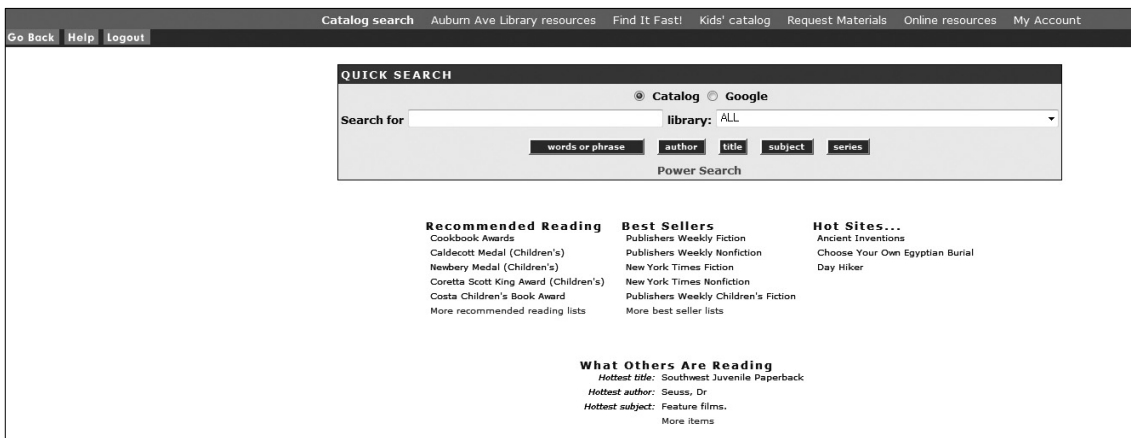 Catalog search Auburn Ave Library resources Find It Fast! Kids' catalog Request Materials Online resources My Account
Go Back Help Logout
QUICK SEARCH
Catalog Google
Search for library: ALL
words or phrase author title subject series
Power Search
Recommended Reading
Cookbook Awards
Caldecott Medal (Children's)
Newbery Medal (Children's)
Coretta Scott King Award (Children's)
Costa Children's Book Award
More recommended reading lists
Best Sellers
Publishers Weekly Fiction
Publishers Weekly Nonfiction
New York Times Fiction
New York Times Nonfiction
Publishers Weekly Children's Fiction
More best seller lists
Hot Sites...
Ancient Inventions
Choose Your Own Egyptian Burial
Day Hiker
What Others Are Reading
Hottest title: Southwest Juvenile Paperback
Hottest author: Seuss, Dr
Hottest subject: Feature films.
More items